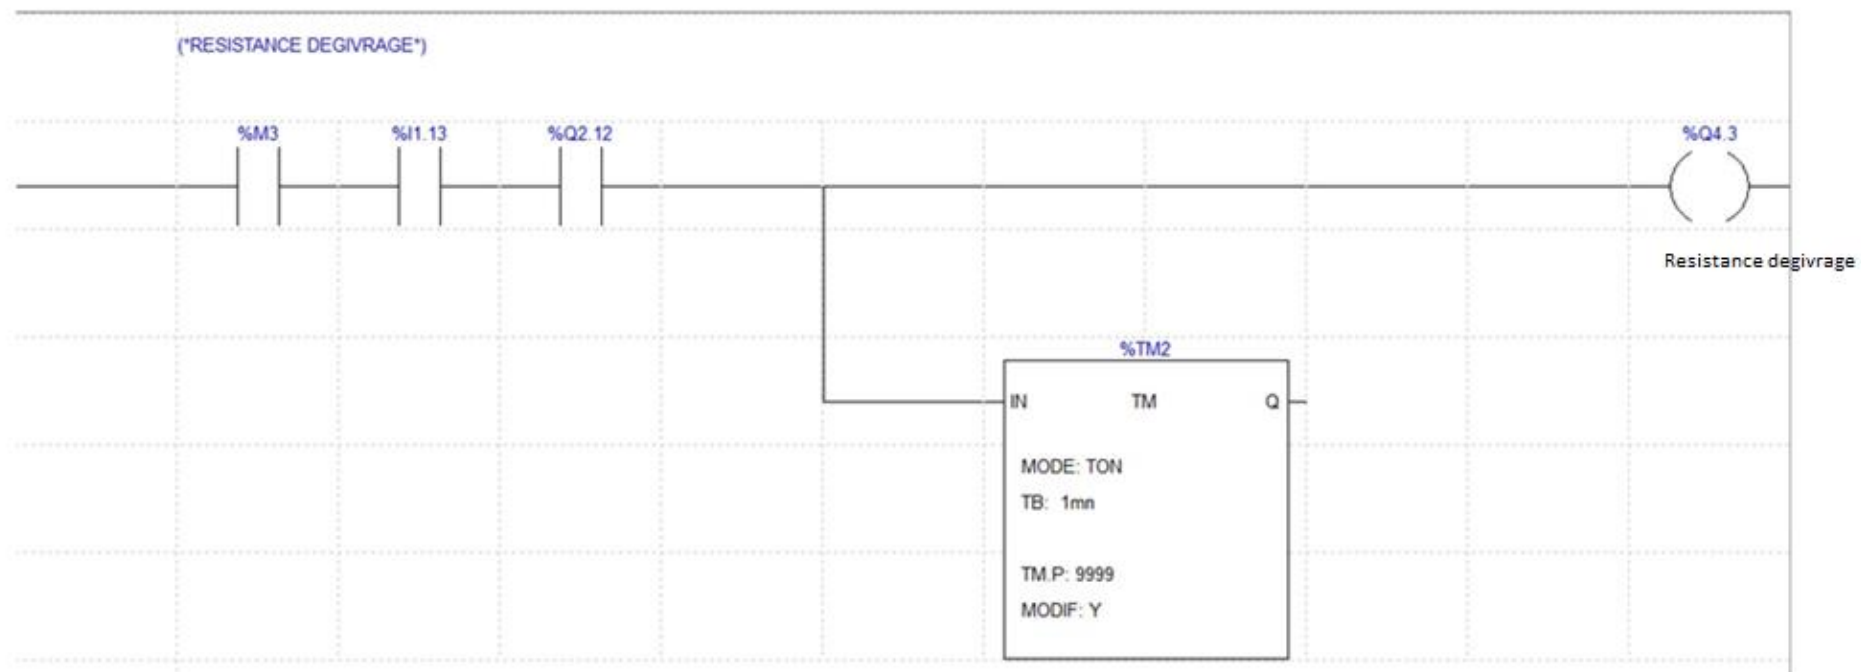 (*RESISTANCE DEGIVRAGE*)
%M3 %I1.13 %Q2.12 %Q4.3
Resistance degivrage
%TM2
IN TM Q
MODE: TON
TB: 1mn
TM.P: 9999
MODIF: Y